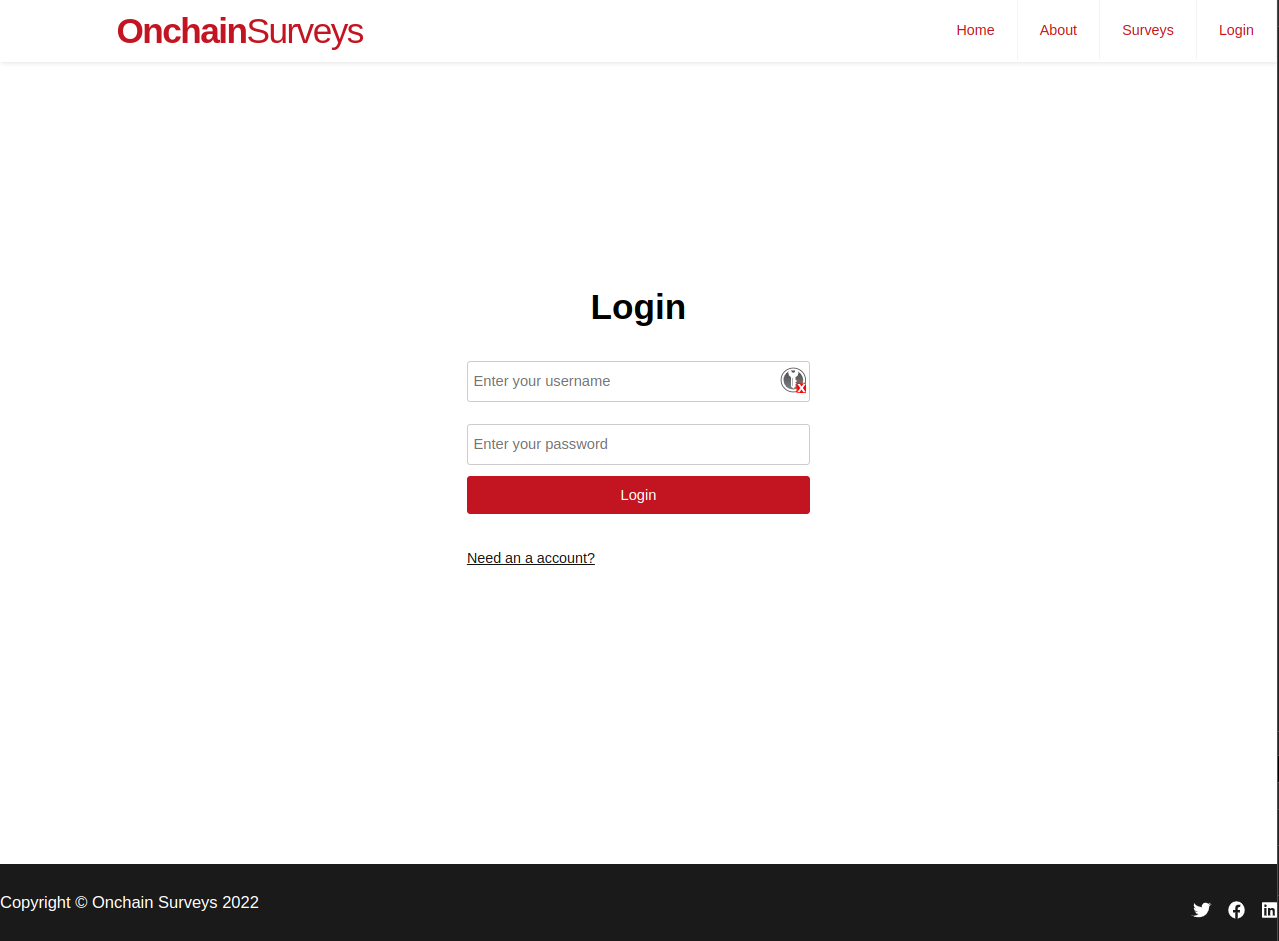 OnchainSurveys
Home About Surveys Login
Login
Enter your username
Enter your password
Login
Need an a account?
Copyright © Onchain Surveys 2022